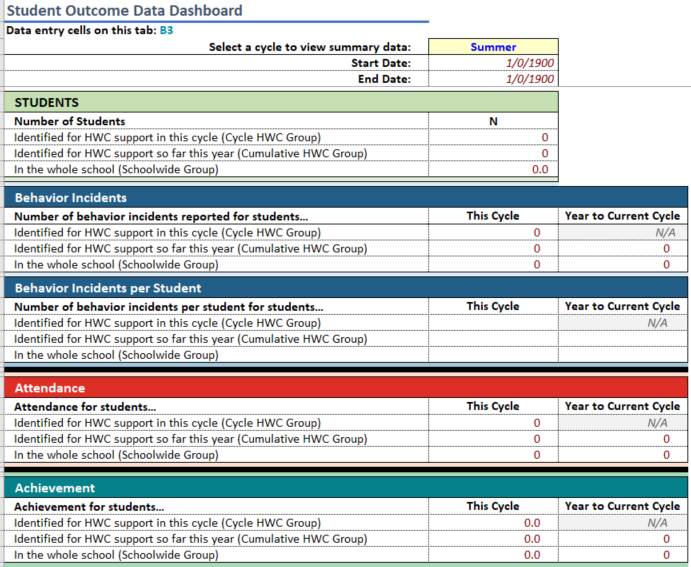 Student Outcome Data Dashboard
Data entry cells on this tab: B3
Select a cycle to view summary data: Summer
Start Date: 1/0/1900
End Date: 1/0/1900
STUDENTS
Number of Students N
Identified for HWC support in this cycle (Cycle HWC Group) 0
Identified for HWC support so far this year (Cumulative HWC Group) 0
In the whole school (Schoolwide Group) 0.0
Behavior Incidents
Number of behavior incidents reported for students... This Cycle Year to Current Cycle
Identified for HWC support in this cycle (Cycle HWC Group) 0 N/A
Identified for HWC support so far this year (Cumulative HWC Group) 0 0
In the whole school (Schoolwide Group) 0 0
Behavior Incidents per Student
Number of behavior incidents per student for students... This Cycle Year to Current Cycle
Identified for HWC support in this cycle (Cycle HWC Group) N/A
Identified for HWC support so far this year (Cumulative HWC Group)
In the whole school (Schoolwide Group)
Attendance
Attendance for students... This Cycle Year to Current Cycle
Identified for HWC support in this cycle (Cycle HWC Group) 0 N/A
Identified for HWC support so far this year (Cumulative HWC Group) 0 0
In the whole school (Schoolwide Group) 0 0
Achievement
Achievement for students... This Cycle Year to Current Cycle
Identified for HWC support in this cycle (Cycle HWC Group) 0.0 N/A
Identified for HWC support so far this year (Cumulative HWC Group) 0.0 0
In the whole school (Schoolwide Group) 0.0 0